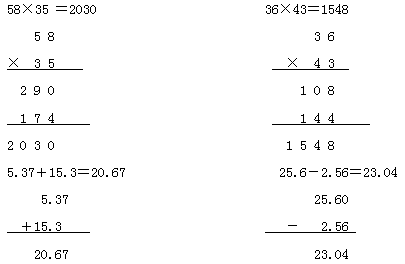 58×35 =2030 36×43=1548
5 8 3 6
× 3 5 × 4 3
2 9 0 1 0 8
1 7 4 1 4 4
2 0 3 0 1 5 4 8
5.37+15.3=20.67 25.6-2.56=23.04
5.37 25.60
+15.3 - 2.56
20.67 23.04